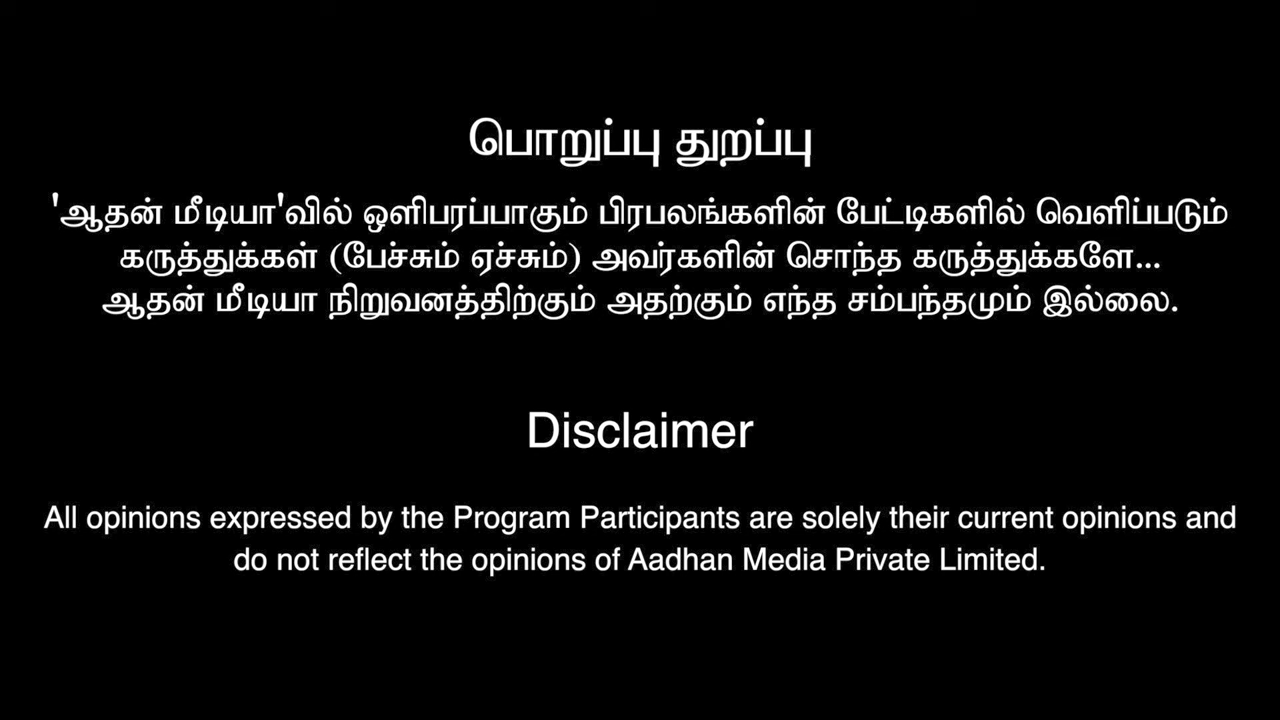 பொறுப்பு துறப்பு
'ஆதன் மீடியா'வில் ஒளிபரப்பாகும் பிரபலங்களின் பேட்டிகளில் வெளிப்படும்
கருத்துக்கள் (பேச்சும் ஏச்சும்) அவர்களின் சொந்த கருத்துக்களே...
ஆதன் மீடியா நிறுவனத்திற்கும் அதற்கும் எந்த சம்பந்தமும் இல்லை.
Disclaimer
All opinions expressed by the Program Participants are solely their current opinions and
do not reflect the opinions of Aadhan Media Private Limited.